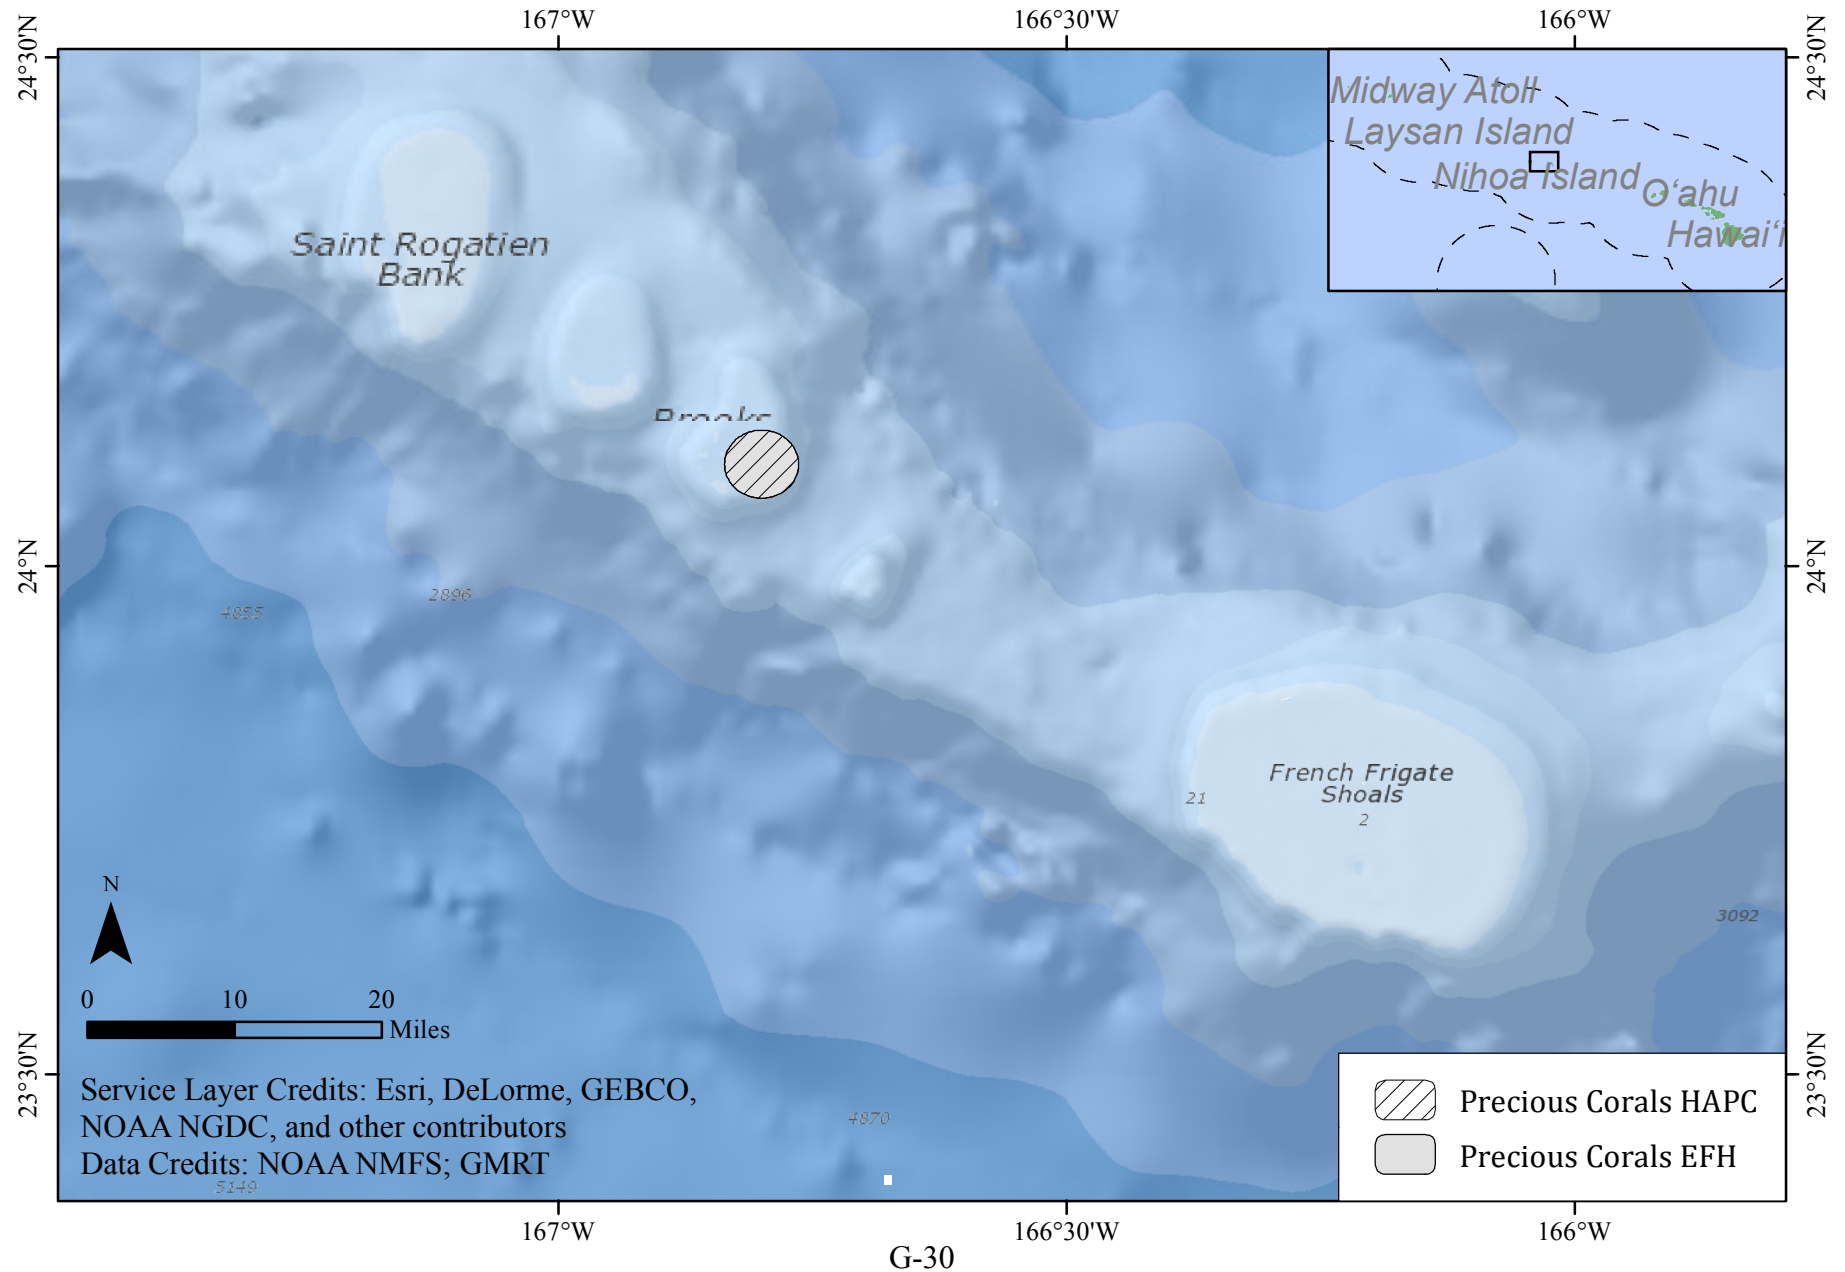 167°W
166°30'W
166°W
24°30'N
24°30'N
Midway Atoll
Laysan Island
Nihoa Island
O‘ahu
Hawai‘i
Saint Rogatien
Bank
Brooks
24°N
24°N
4855
2896
French Frigate
Shoals
21
2
3092
N
0 10 20
Miles
23°30'N
23°30'N
Service Layer Credits: Esri, DeLorme, GEBCO,
NOAA NGDC, and other contributors
Data Credits: NOAA NMFS; GMRT
5149
4870
Precious Corals HAPC
Precious Corals EFH
167°W
166°30'W
166°W
G-30